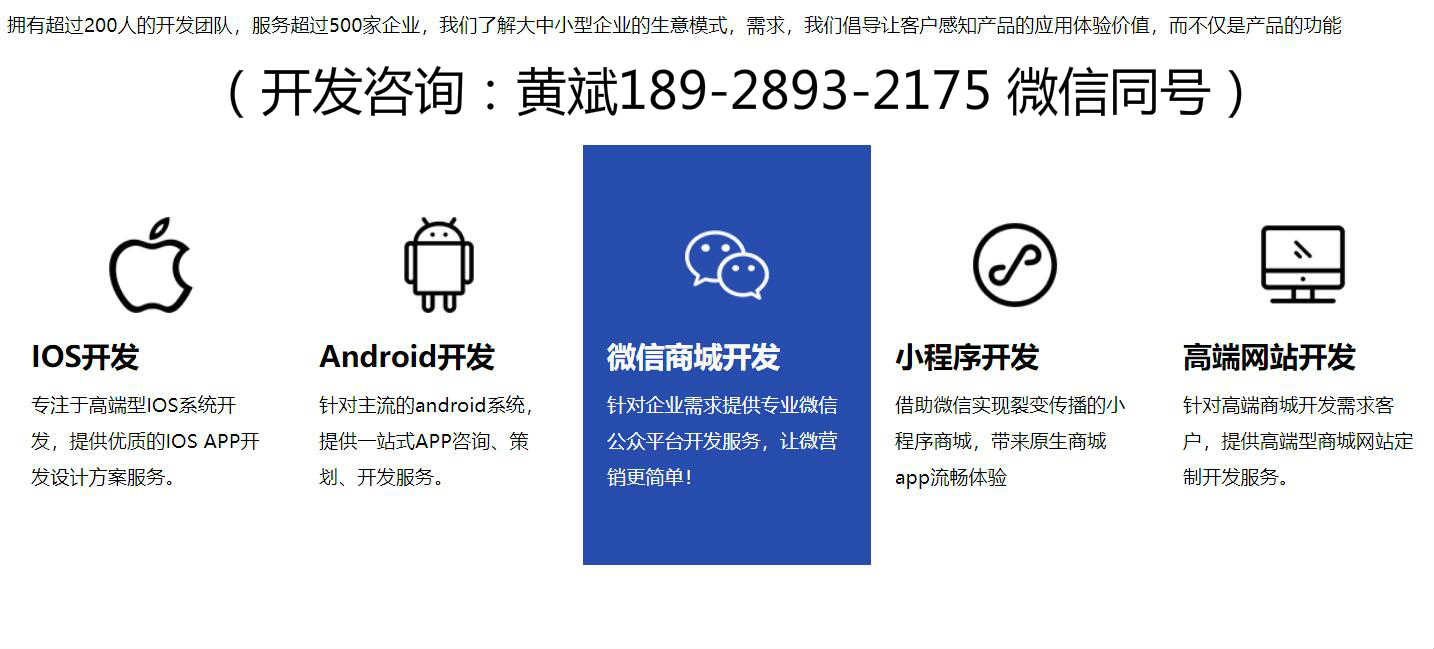 拥有超过200人的开发团队，服务超过500家企业，我们了解大中小型企业的生意模式，需求，我们倡导让客户感知产品的应用体验价值，而不仅是产品的功能
（开发咨询：黄斌189-2893-2175 微信同号）
IOS开发
专注于高端型IOS系统开
发，提供优质的IOS APP开
发设计方案服务。
Android开发
针对主流的android系统，
提供一站式APP咨询、策
划、开发服务。
微信商城开发
针对企业需求提供专业微信
公众平台开发服务，让微营
销更简单！
小程序开发
借助微信实现裂变传播的小
程序商城，带来原生商城
app流畅体验
高端网站开发
针对高端商城开发需求客
户，提供高端型商城网站定
制开发服务。